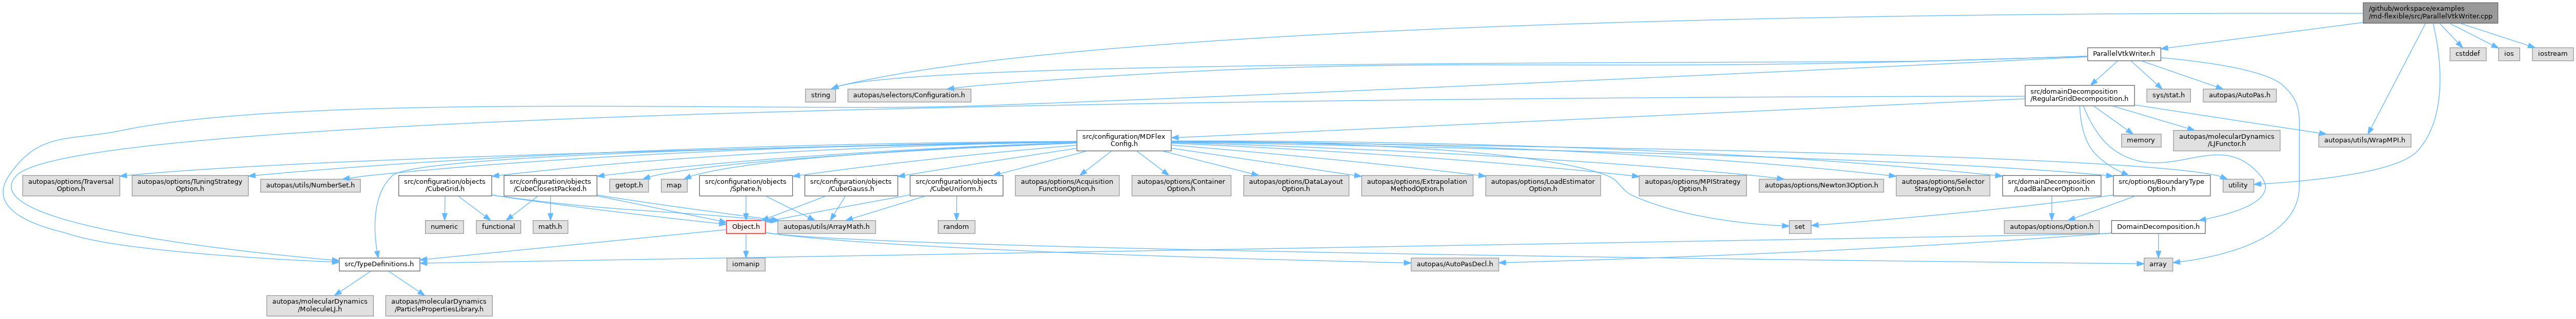 /github/workspace/examples
/md-flexible/src/ParallelVtkWriter.cpp
ParallelVtkWriter.h
cstddef
ios
iostream
string
autopas/selectors/Configuration.h
src/domainDecomposition
/RegularGridDecomposition.h
sys/stat.h
autopas/AutoPas.h
src/configuration/MDFlex
Config.h
memory
autopas/molecularDynamics
/LJFunctor.h
autopas/utils/WrapMPI.h
autopas/options/Traversal
Option.h
autopas/options/TuningStrategy
Option.h
autopas/utils/NumberSet.h
src/configuration/objects
/CubeGrid.h
src/configuration/objects
/CubeClosestPacked.h
getopt.h
map
src/configuration/objects
/Sphere.h
src/configuration/objects
/CubeGauss.h
src/configuration/objects
/CubeUniform.h
autopas/options/Acquisition
FunctionOption.h
autopas/options/Container
Option.h
autopas/options/DataLayout
Option.h
autopas/options/Extrapolation
MethodOption.h
autopas/options/LoadEstimator
Option.h
autopas/options/MPIStrategy
Option.h
autopas/options/Newton3Option.h
autopas/options/Selector
StrategyOption.h
src/domainDecomposition
/LoadBalancerOption.h
src/options/BoundaryType
Option.h
utility
numeric
functional
math.h
Object.h
autopas/utils/ArrayMath.h
random
set
autopas/options/Option.h
DomainDecomposition.h
src/TypeDefinitions.h
iomanip
autopas/AutoPasDecl.h
array
autopas/molecularDynamics
/MoleculeLJ.h
autopas/molecularDynamics
/ParticlePropertiesLibrary.h